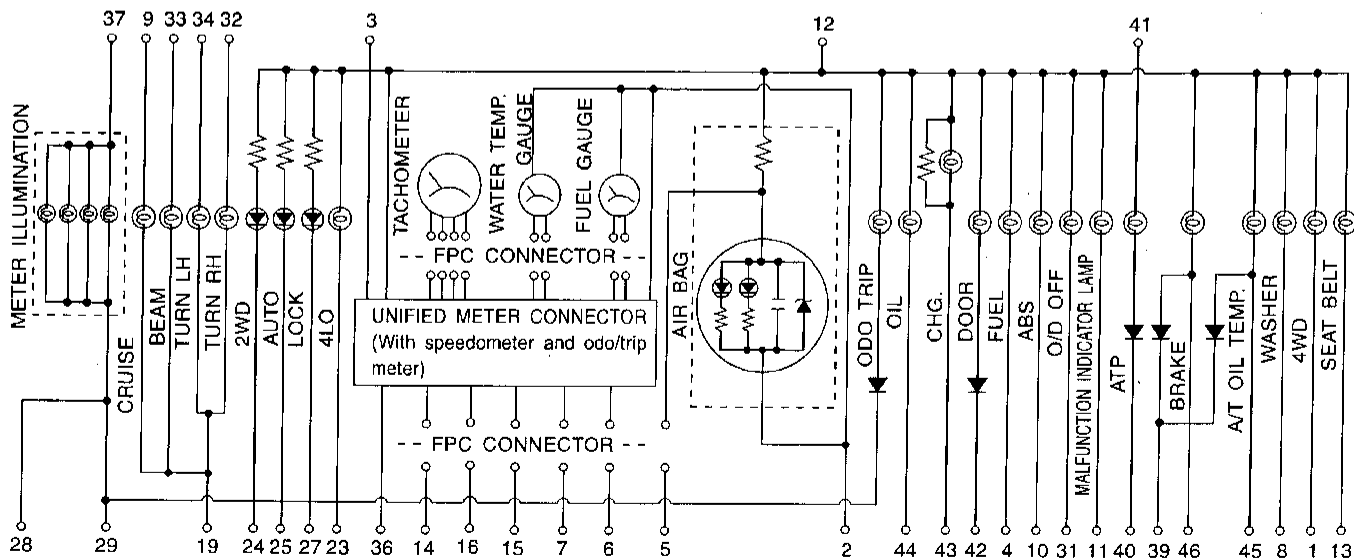 37 9 33 34 32 3 12 41
METER ILLUMINATION
CRUISE
BEAM
TURN LH
TURN RH
2WD
AUTO
LOCK
4LO
TACHOMETER
WATER TEMP.
GAUGE
FUEL GAUGE
-- FPC CONNECTOR --
UNIFIED METER CONNECTOR
(With speedometer and odo/trip
meter)
-- FPC CONNECTOR --
AIR BAG
ODO TRIP
OIL
CHG.
DOOR
FUEL
ABS
O/D OFF
MALFUNCTION INDICATOR LAMP
ATP
BRAKE
A/T OIL TEMP.
WASHER
4WD
SEAT BELT
28 29 19 24 25 27 23 36 14 16 15 7 6 5 2 44 43 42 4 10 31 11 40 39 46 45 8 1 13